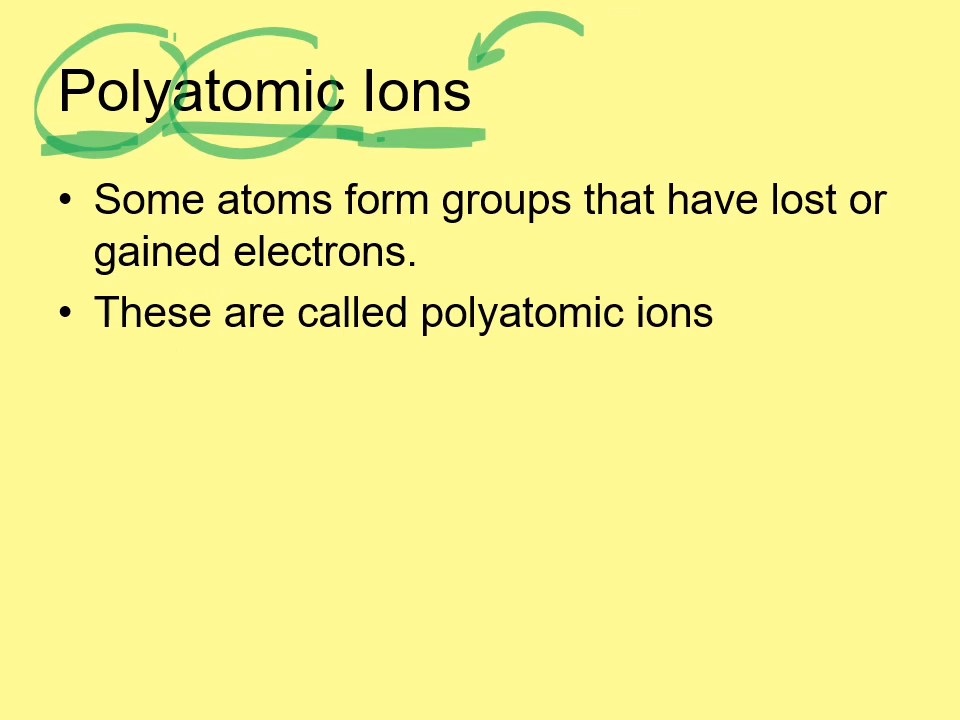 Polyatomic Ions
• Some atoms form groups that have lost or
gained electrons.
• These are called polyatomic ions